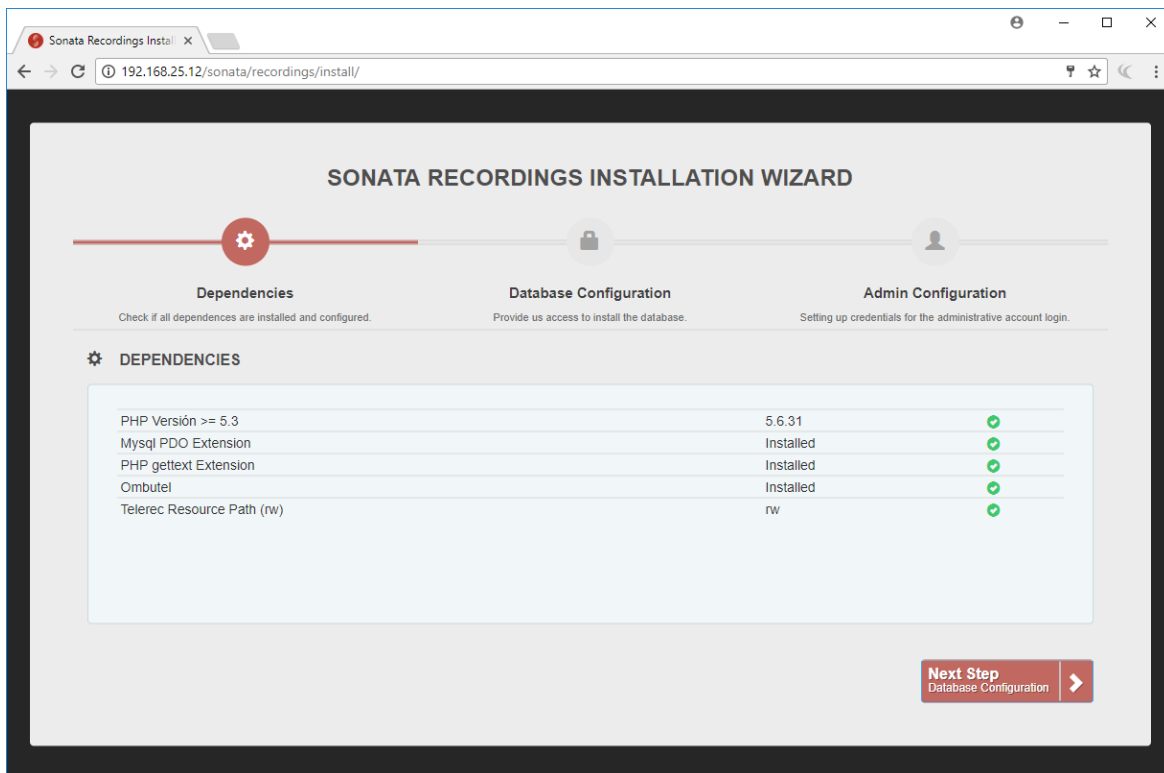 Sonata Recordings Instal
192.168.25.12/sonata/recordings/install/
SONATA RECORDINGS INSTALLATION WIZARD
Dependencies Database Configuration Admin Configuration
Check if all dependences are installed and configured. Provide us access to install the database. Setting up credentials for the administrative account login.
DEPENDENCIES
PHP Versión >= 5.3 5.6.31
Mysql PDO Extension Installed
PHP gettext Extension Installed
Ombutel Installed
Telerec Resource Path (rw) rw
Next Step
Database Configuration